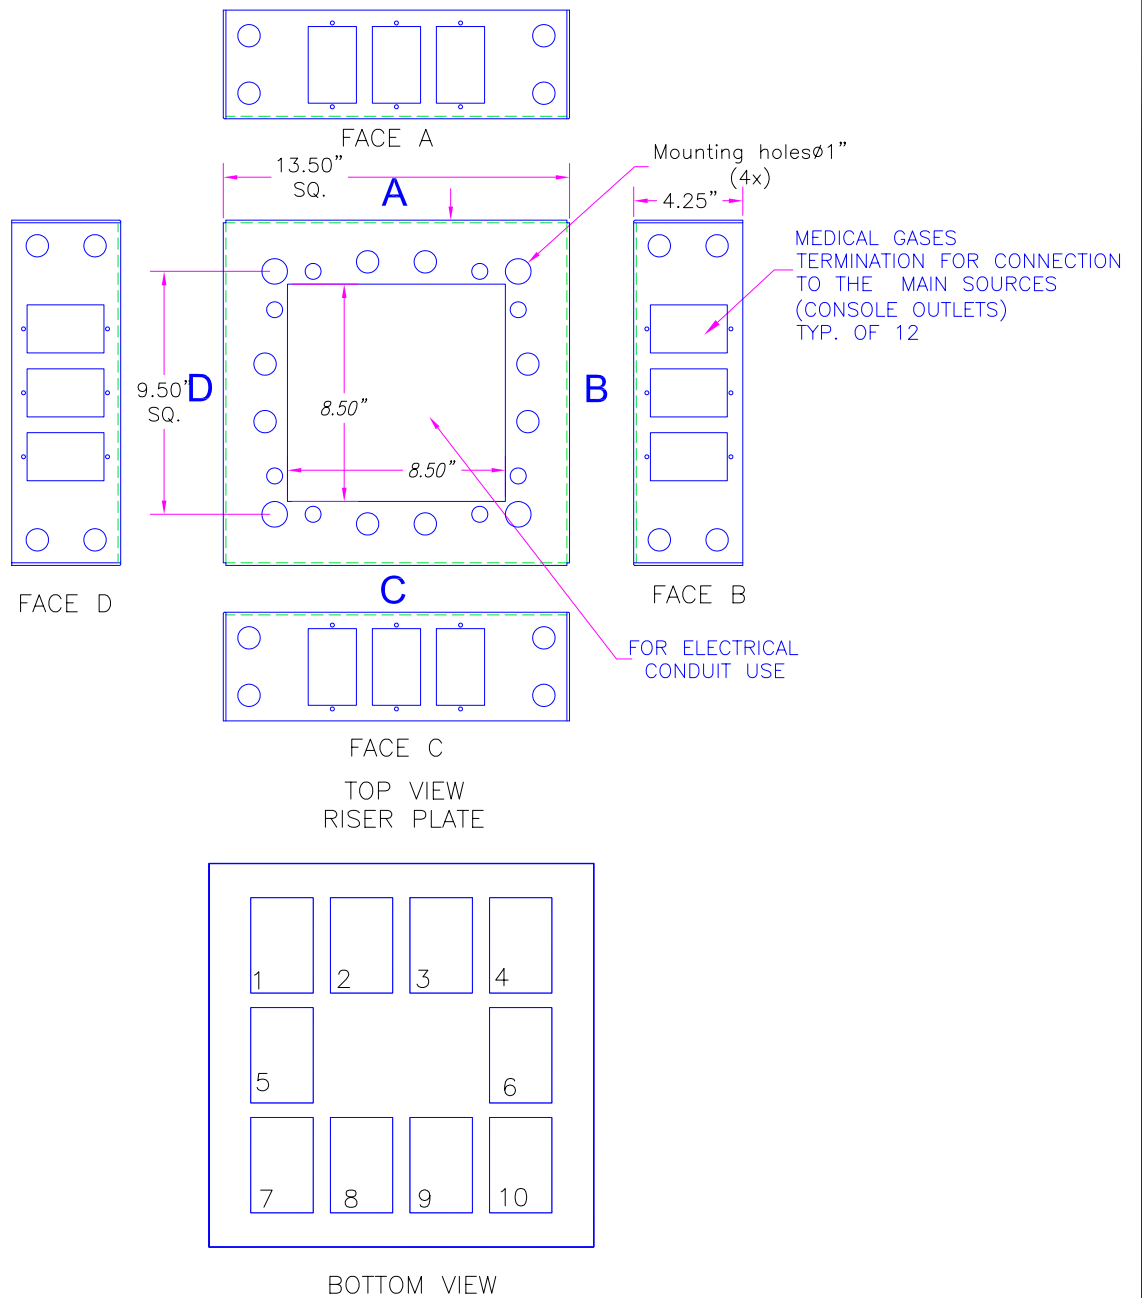 FACE A
13.50"
SQ.
A
Mounting holesø1"
(4x)
4.25"
MEDICAL GASES
TERMINATION FOR CONNECTION
TO THE MAIN SOURCES
(CONSOLE OUTLETS)
TYP. OF 12
9.50"
SQ.
D
8.50"
8.50"
B
C
FACE D
FACE B
FOR ELECTRICAL
CONDUIT USE
FACE C
TOP VIEW
RISER PLATE
1
2
3
4
5
6
7
8
9
10
BOTTOM VIEW